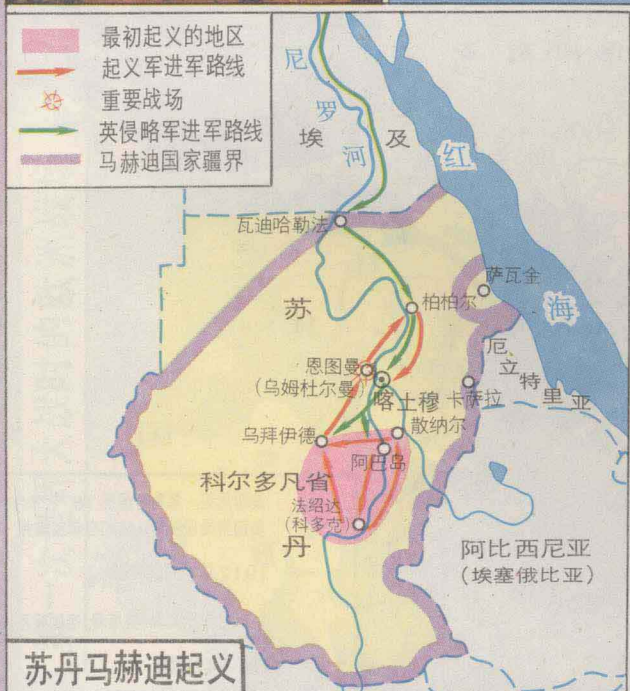 最初起义的地区
起义军进军路线
重要战场
英侵略军进军路线
马赫迪国家疆界
尼罗河
埃及
红海
瓦迪哈勒法
萨瓦金
柏柏尔
苏丹
恩图曼
(乌姆杜尔曼)
喀土穆
卡萨拉
厄立特里亚
散纳尔
乌拜伊德
阿巴岛
科尔多凡省
法绍达
(科多克)
阿比西尼亚
(埃塞俄比亚)
苏丹马赫迪起义